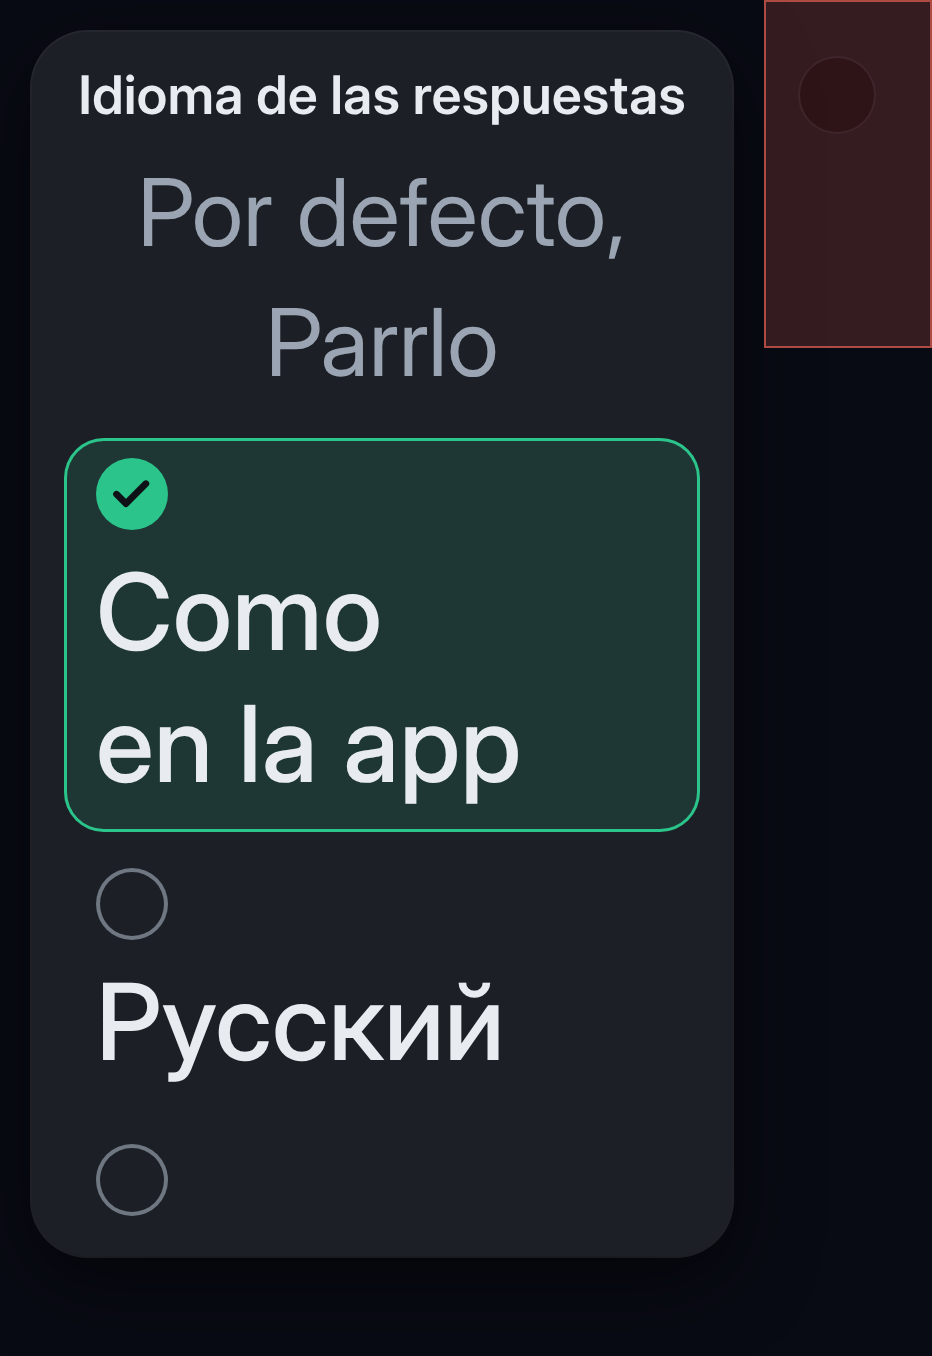 Idioma de las respuestas
Por defecto,
Parrlo
Como
en la app
Русский